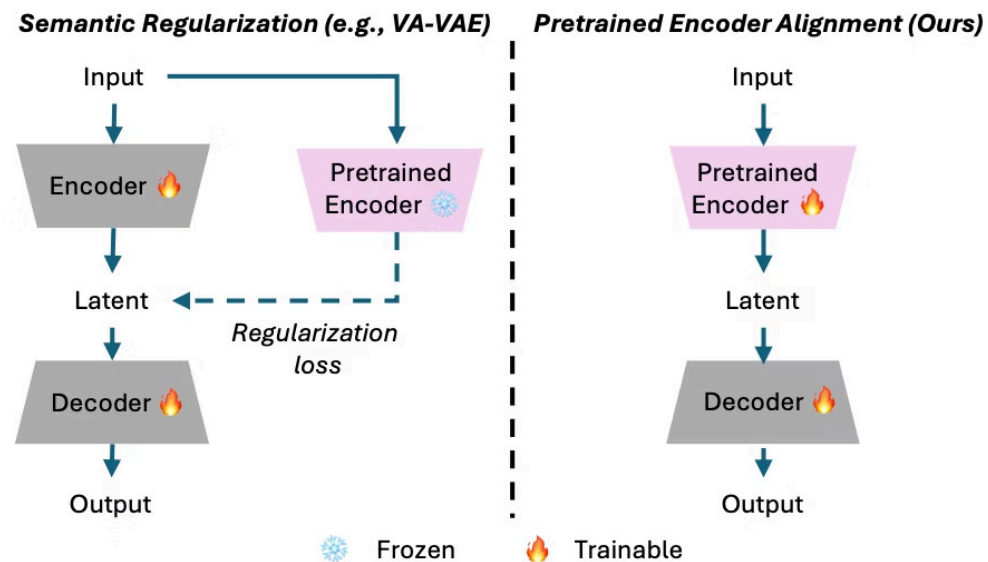 Semantic Regularization (e.g., VA-VAE)
Input
Encoder
Pretrained
Encoder
Latent
Regularization
loss
Decoder
Output
Pretrained Encoder Alignment (Ours)
Input
Pretrained
Encoder
Latent
Decoder
Output
Frozen
Trainable